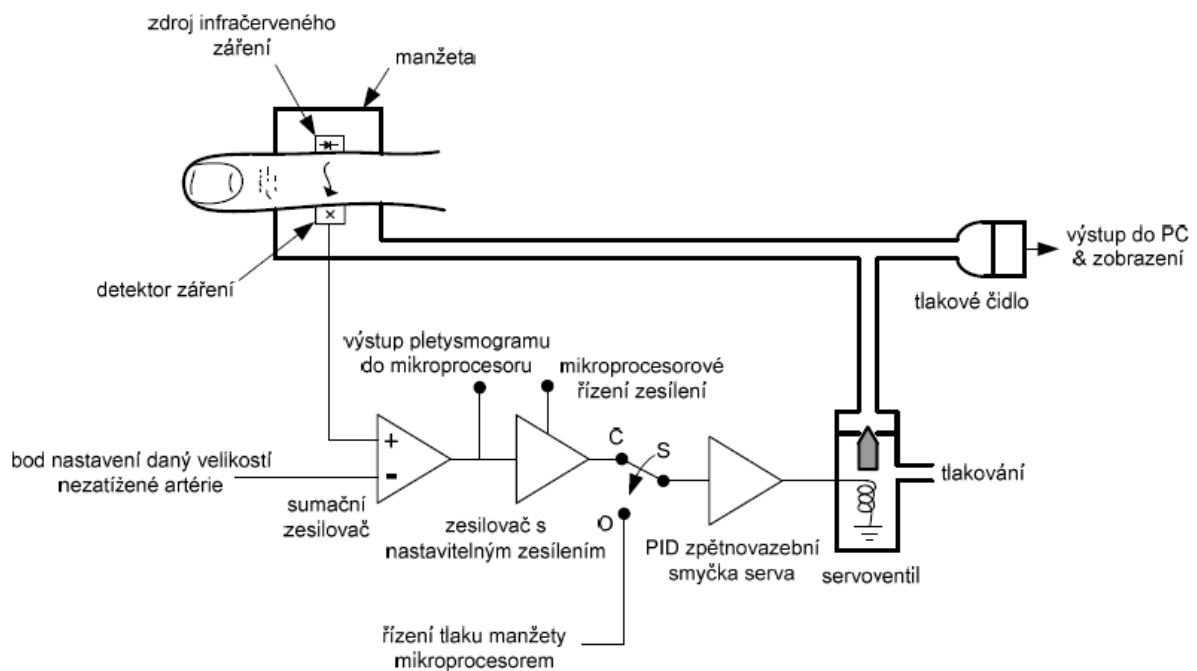 zdroj infračerveného
záření
manžeta
výstup do PČ
& zobrazení
tlakové čidlo
detektor záření
výstup pletysmogramu
do mikroprocesoru
mikroprocesorové
řízení zesílení
Č
S
+
-
O
bod nastavení daný velikostí
nezatížené artérie
sumační
zesilovač
zesilovač s
nastavitelným zesílením
PID zpětnovazební
smyčka serva
tlakování
servoventil
řízení tlaku manžety
mikroprocesorem